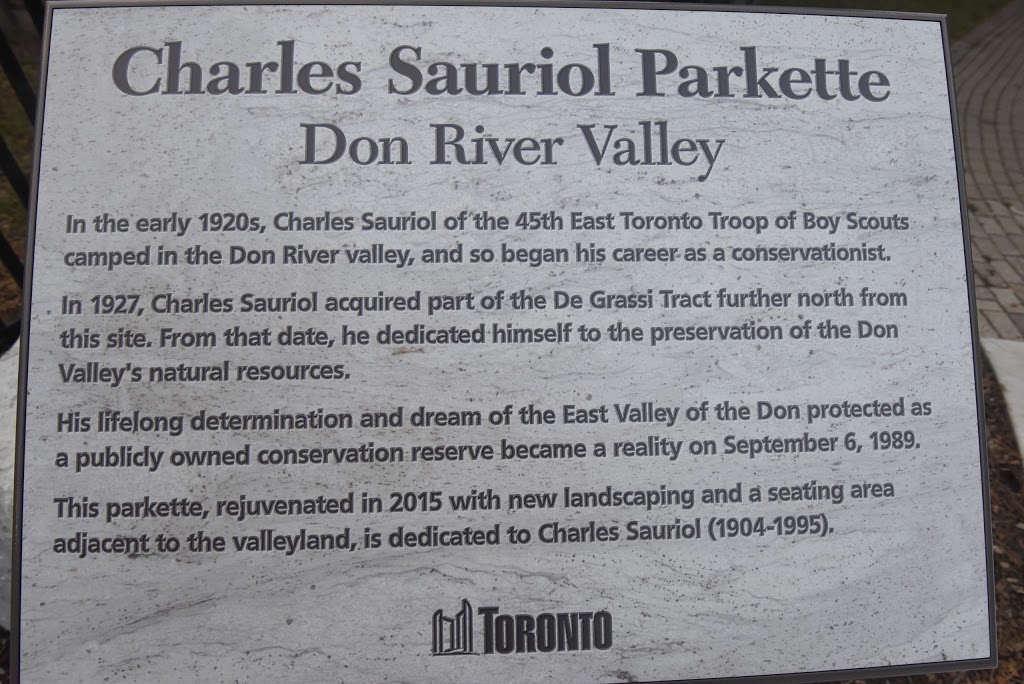 Charles Sauriol Parkette
Don River Valley
In the early 1920s, Charles Sauriol of the 45th East Toronto Troop of Boy Scouts
camped in the Don River valley, and so began his career as a conservationist.
In 1927, Charles Sauriol acquired part of the De Grassi Tract further north from
this site. From that date, he dedicated himself to the preservation of the Don
Valley's natural resources.
His lifelong determination and dream of the East Valley of the Don protected as
a publicly owned conservation reserve became a reality on September 6, 1989.
This parkette, rejuvenated in 2015 with new landscaping and a seating area
adjacent to the valleyland, is dedicated to Charles Sauriol (1904-1995).
TORONTO